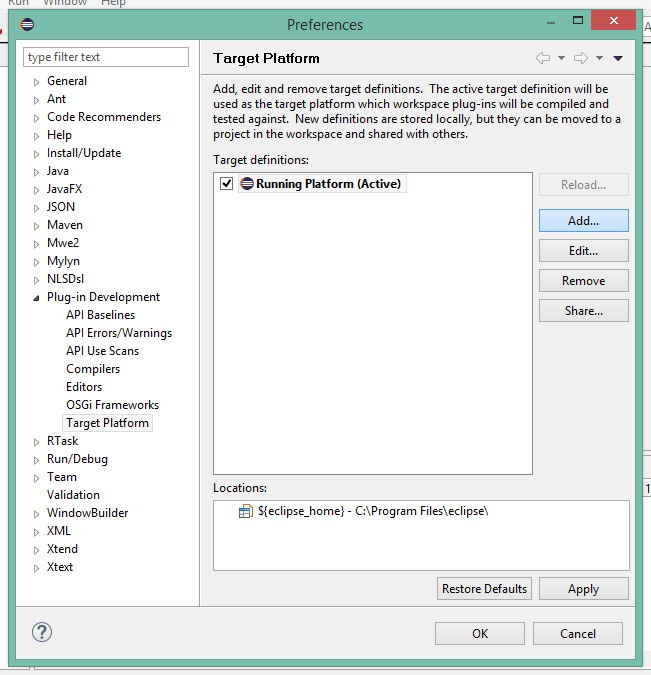 Run Window Help
Preferences
type filter text
General
Ant
Code Recommenders
Help
Install/Update
Java
JavaFX
JSON
Maven
Mwe2
Mylyn
NLSDsl
Plug-in Development
API Baselines
API Errors/Warnings
API Use Scans
Compilers
Editors
OSGi Frameworks
Target Platform
RTask
Run/Debug
Team
Validation
WindowBuilder
XML
Xtend
Xtext
Target Platform
Add, edit and remove target definitions.  The active target definition will be
used as the target platform which workspace plug-ins will be compiled and
tested against.  New definitions are stored locally, but they can be moved to a
project in the workspace and shared with others.
Target definitions:
Running Platform (Active)
Reload...
Add...
Edit...
Remove
Share...
Locations:
${eclipse_home} - C:\Program Files\eclipse\
Restore Defaults
Apply
OK
Cancel
A
1